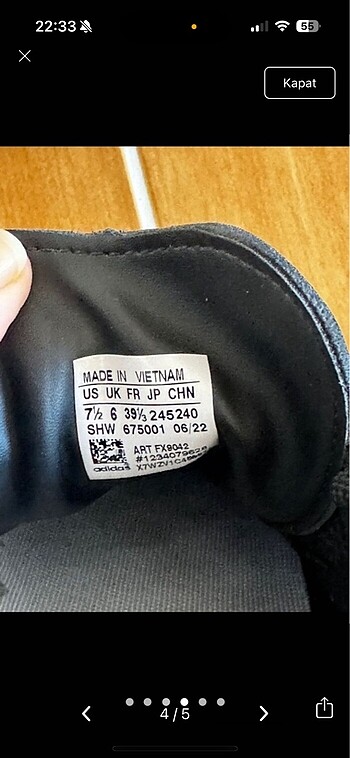 22:33
55
Kapat
MADE IN VIETNAM
US UK FR JP CHN
7½ 6 39⅓ 245 240
SHW 675001 06/22
ART FX9042
adidas
4/5